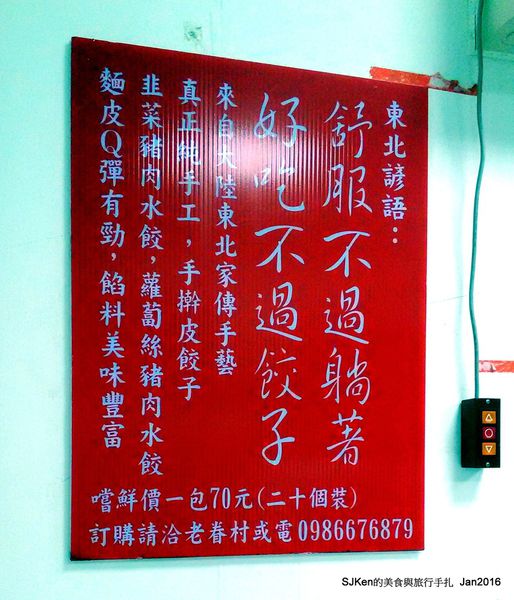 東北諺語：
舒服不過躺著
好吃不過餃子
來自大陸東北家傳手藝
真正純手工，手擀皮餃子
韭菜豬肉水餃，蘿蔔絲豬肉水餃
麵皮Q彈有勁，餡料美味豐富
嚐鮮價一包70元(二十個裝)
訂購請洽老眷村或電0986676879
SJKen的美食與旅行手扎 Jan2016